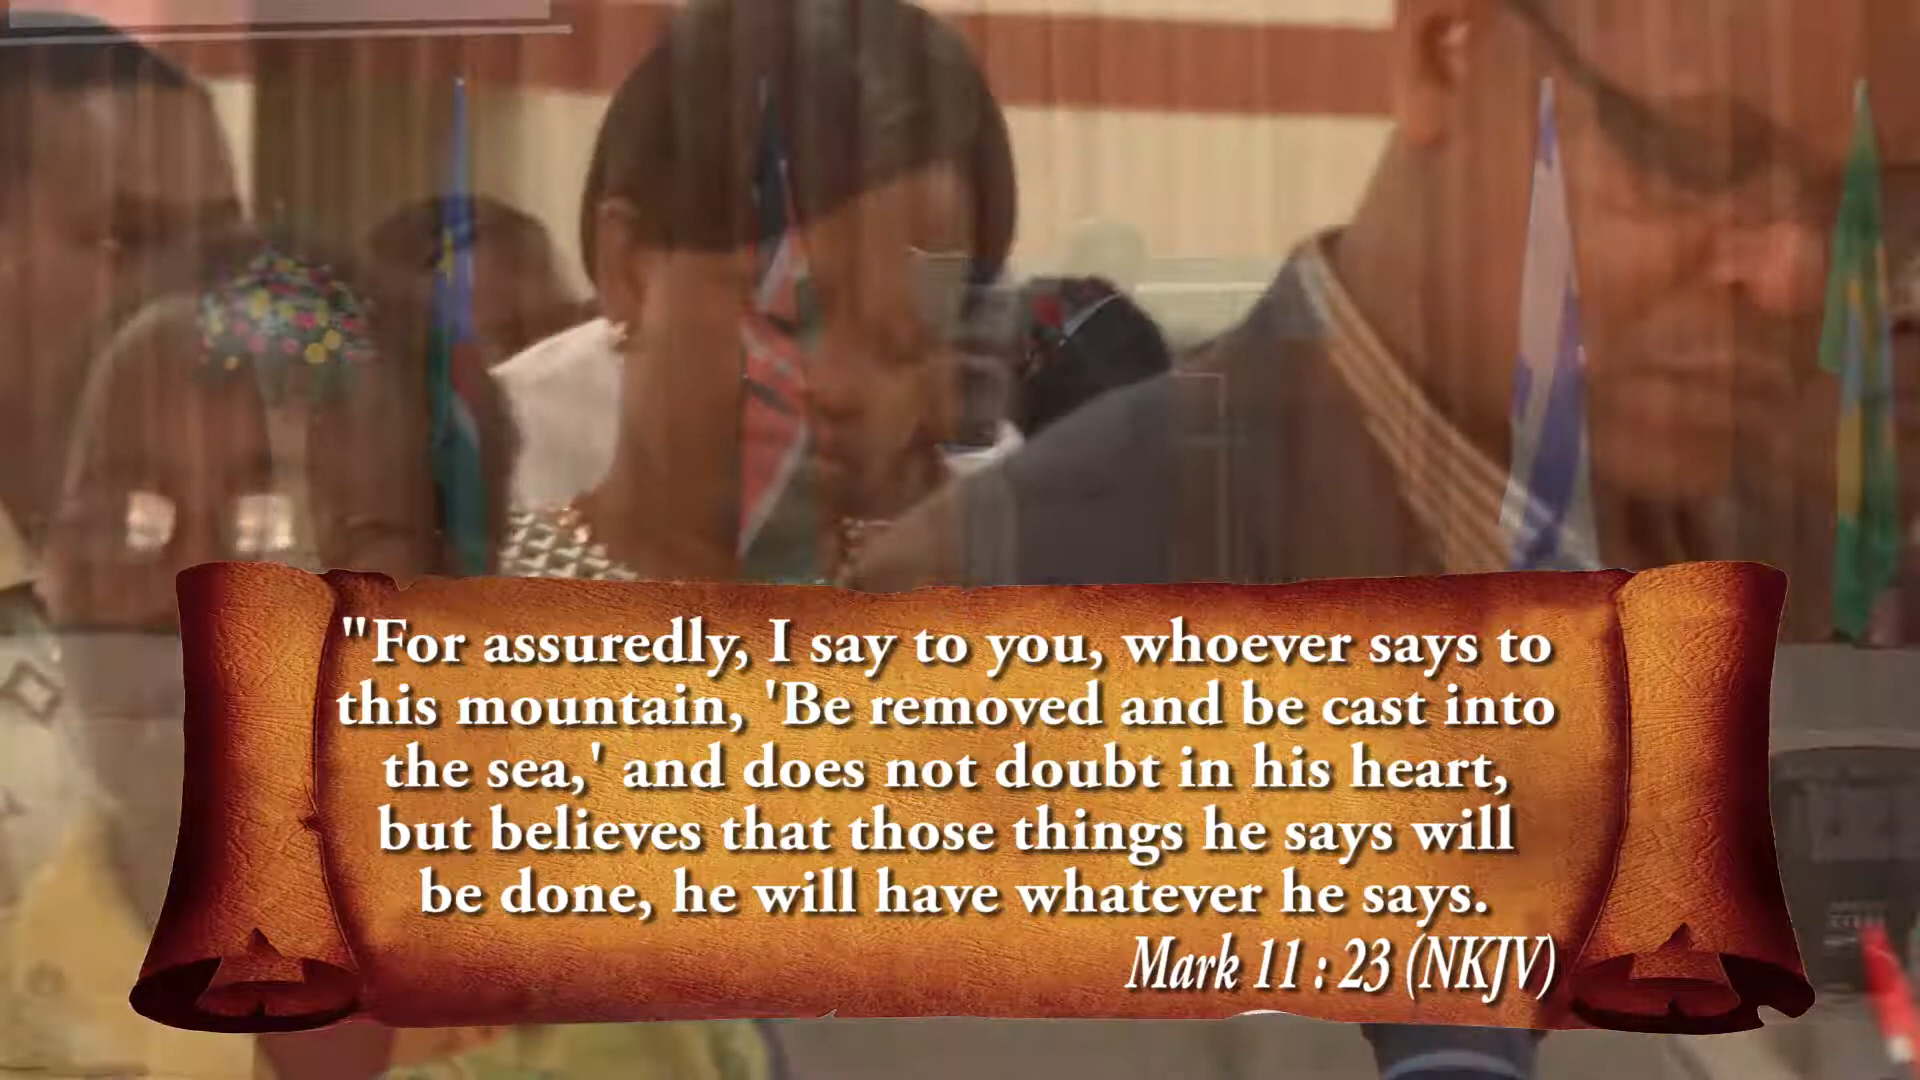 "For assuredly, I say to you, whoever says to
this mountain, 'Be removed and be cast into
the sea,' and does not doubt in his heart,
but believes that those things he says will
be done, he will have whatever he says.
Mark 11 : 23 (NKJV)